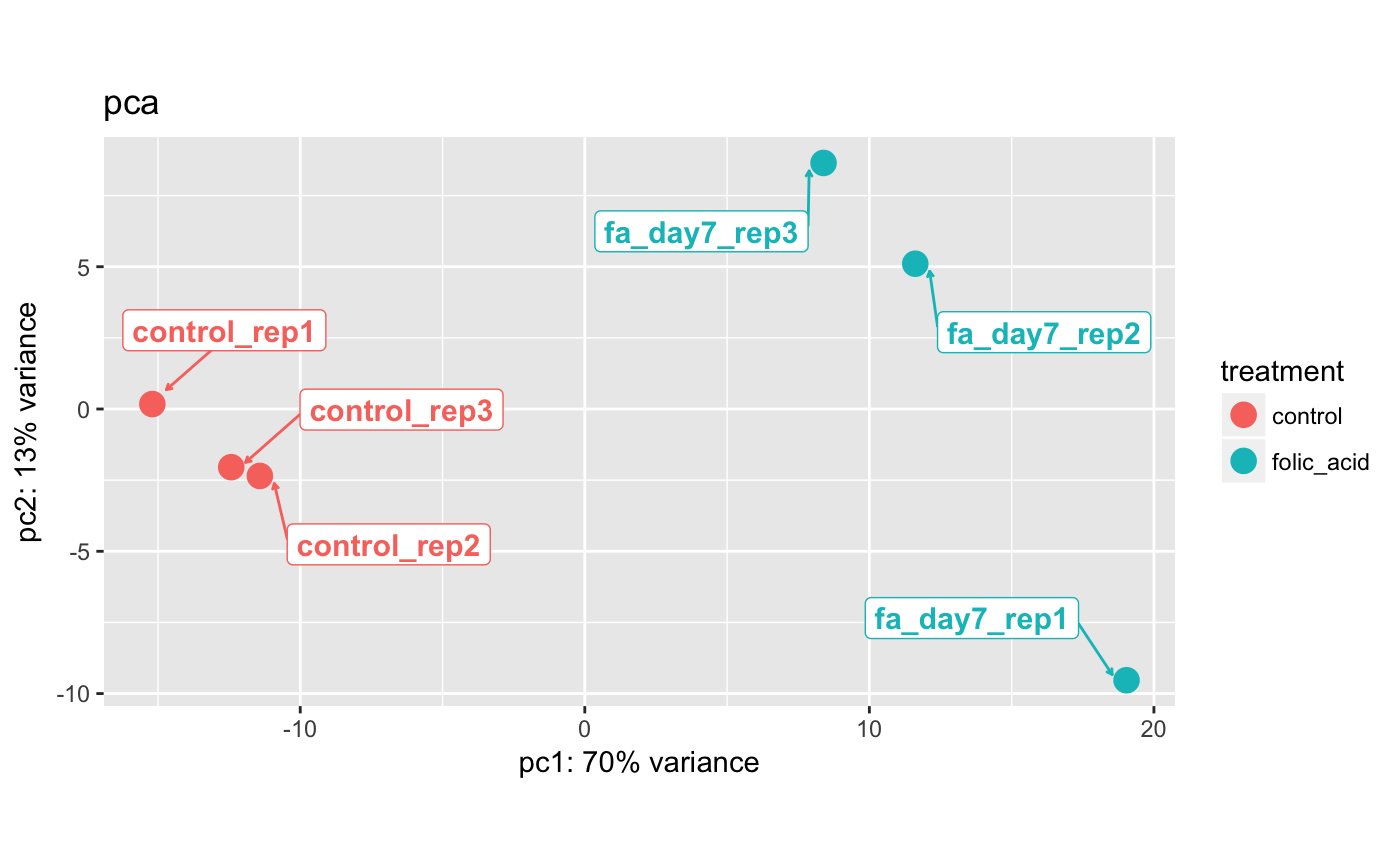 pca
fa_day7_rep3
5
control_rep1
fa_day7_rep2
treatment
control
folic_acid
0
control_rep3
pc2: 13% variance
-5
control_rep2
fa_day7_rep1
-10
-10
0
10
20
pc1: 70% variance